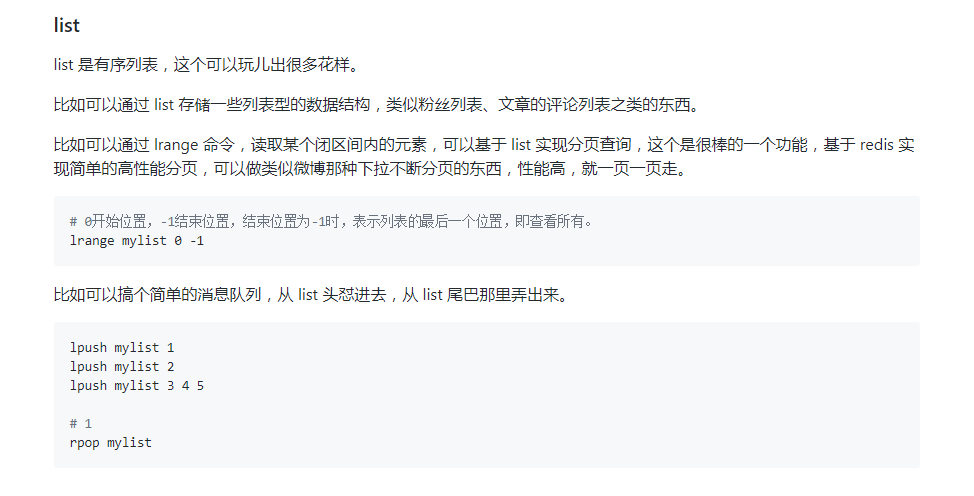 list
list 是有序列表，这个可以玩儿出很多花样。
比如可以通过 list 存储一些列表型的数据结构，类似粉丝列表、文章的评论列表之类的东西。
比如可以通过 lrange 命令，读取某个闭区间内的元素，可以基于 list 实现分页查询，这个是很棒的一个功能，基于 redis 实
现简单的高性能分页，可以做类似微博那种下拉不断分页的东西，性能高，就一页一页走。
# 0开始位置，-1结束位置，结束位置为-1时，表示列表的最后一个位置，即查看所有。
lrange mylist 0 -1
比如可以搞个简单的消息队列，从 list 头怼进去，从 list 尾巴那里弄出来。
lpush mylist 1
lpush mylist 2
lpush mylist 3 4 5
# 1
rpop mylist